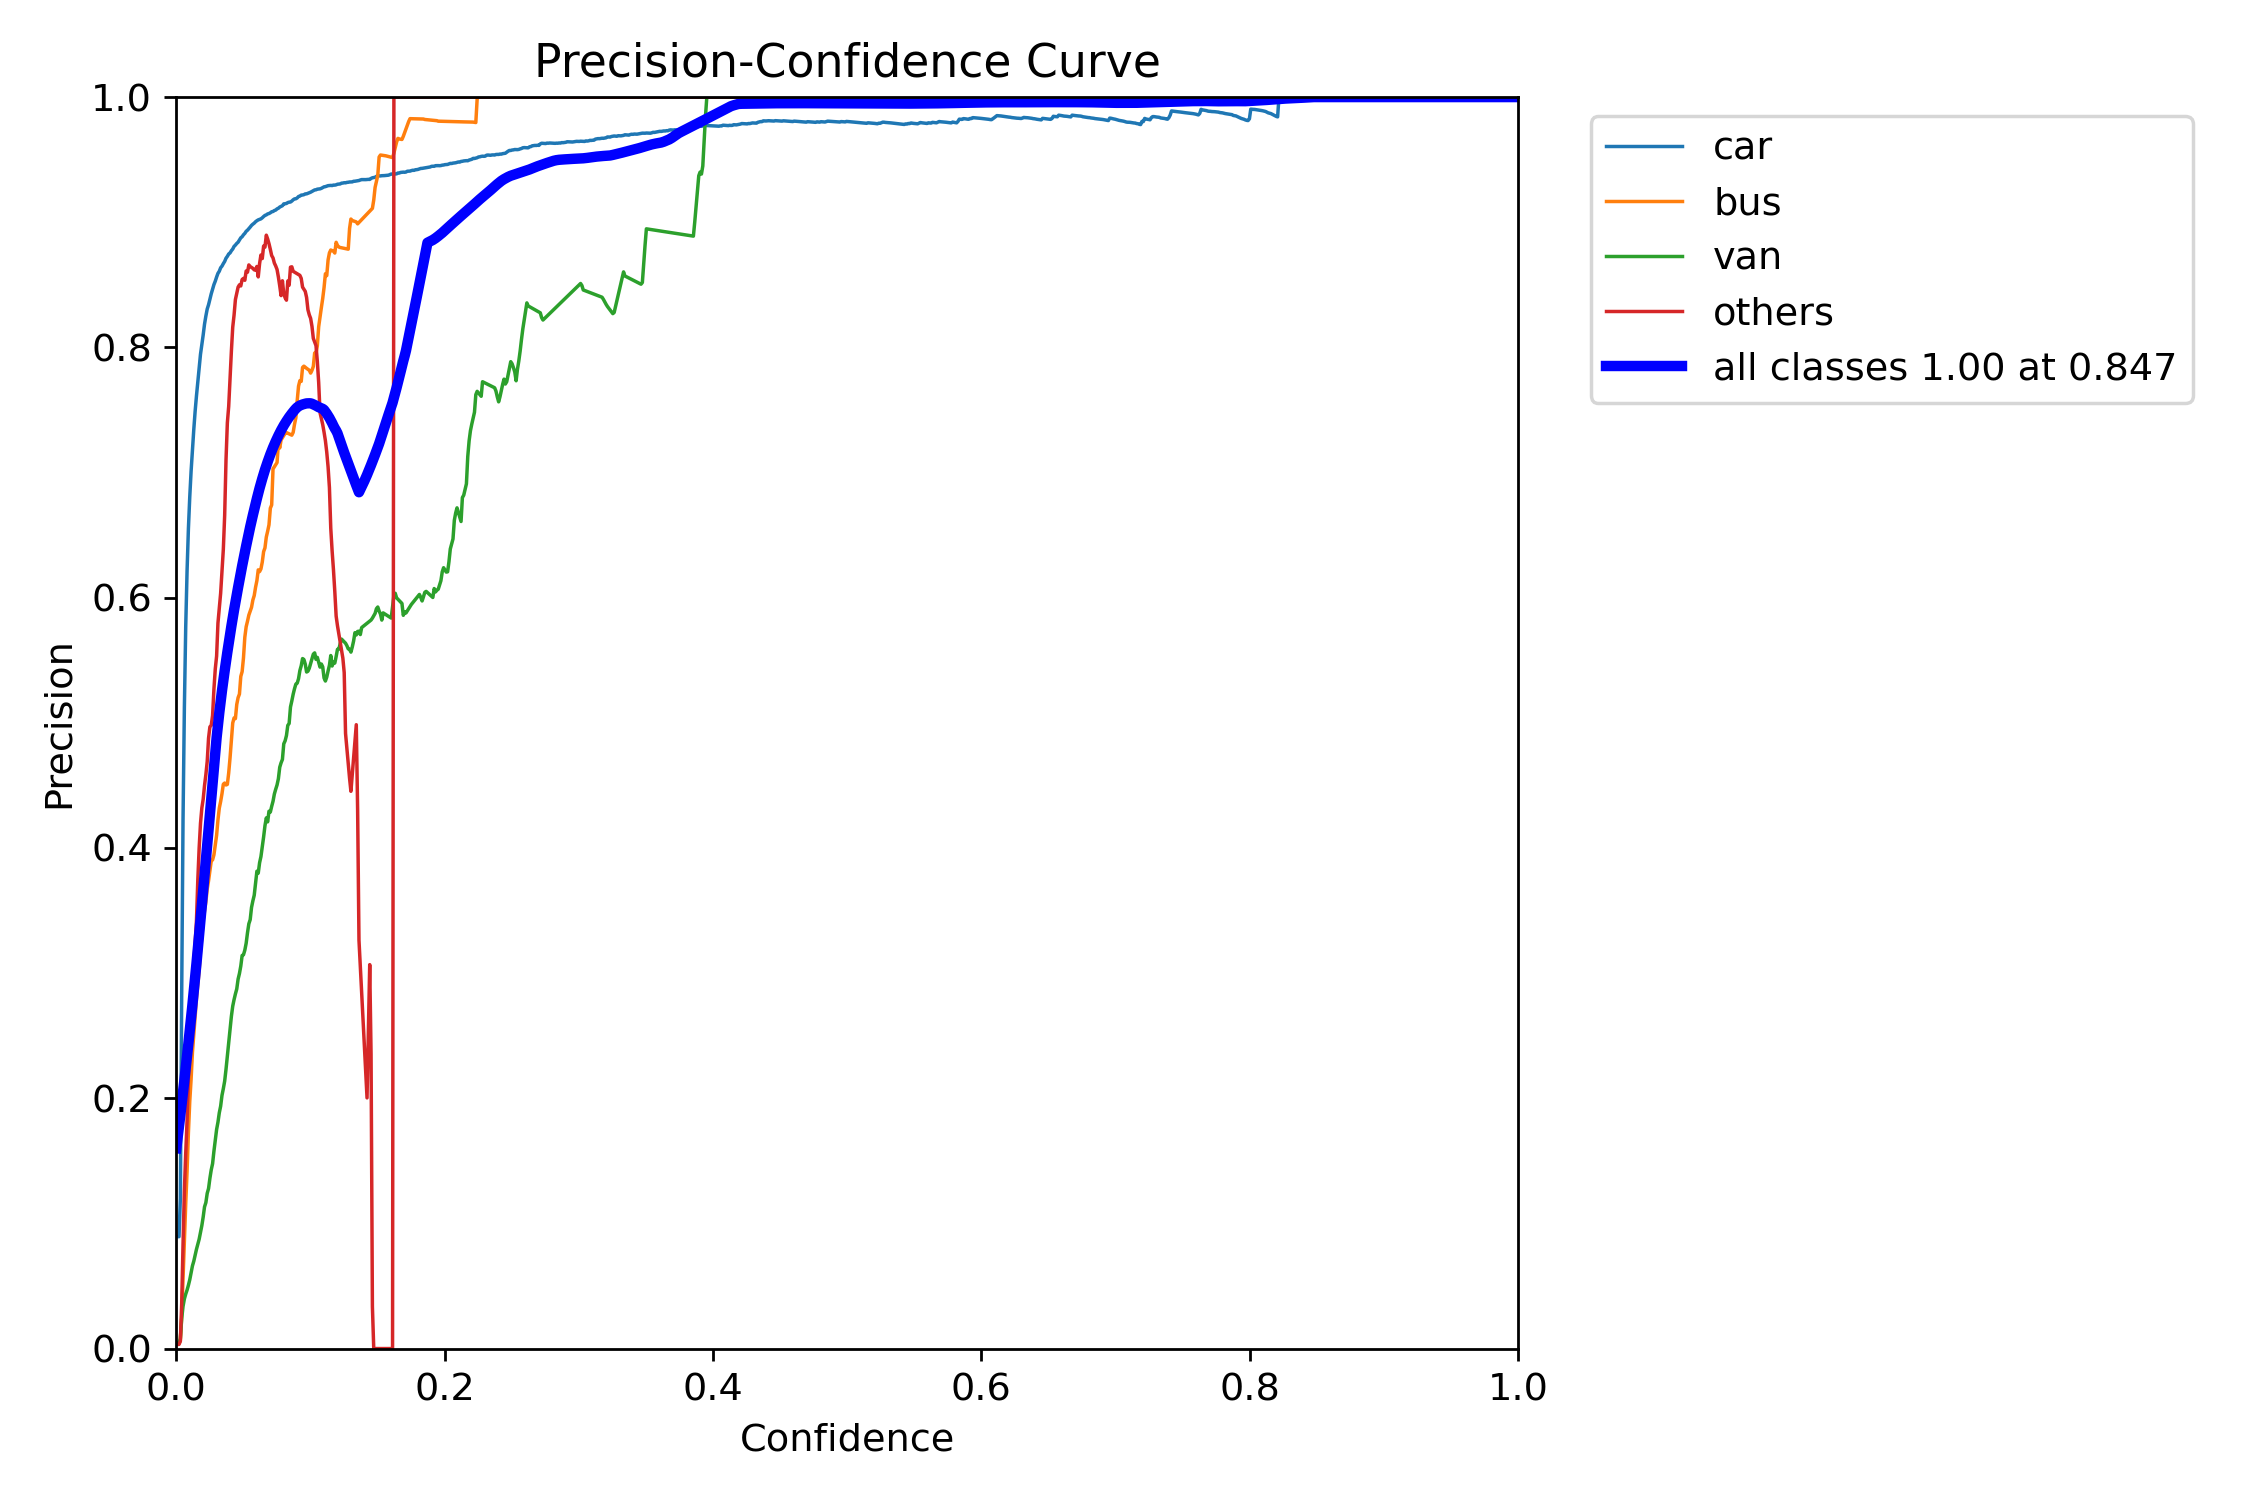 Precision-Confidence Curve
1.0
0.8
0.6
0.4
0.2
0.0
Precision
0.0 0.2 0.4 0.6 0.8 1.0
Confidence
car
bus
van
others
all classes 1.00 at 0.847